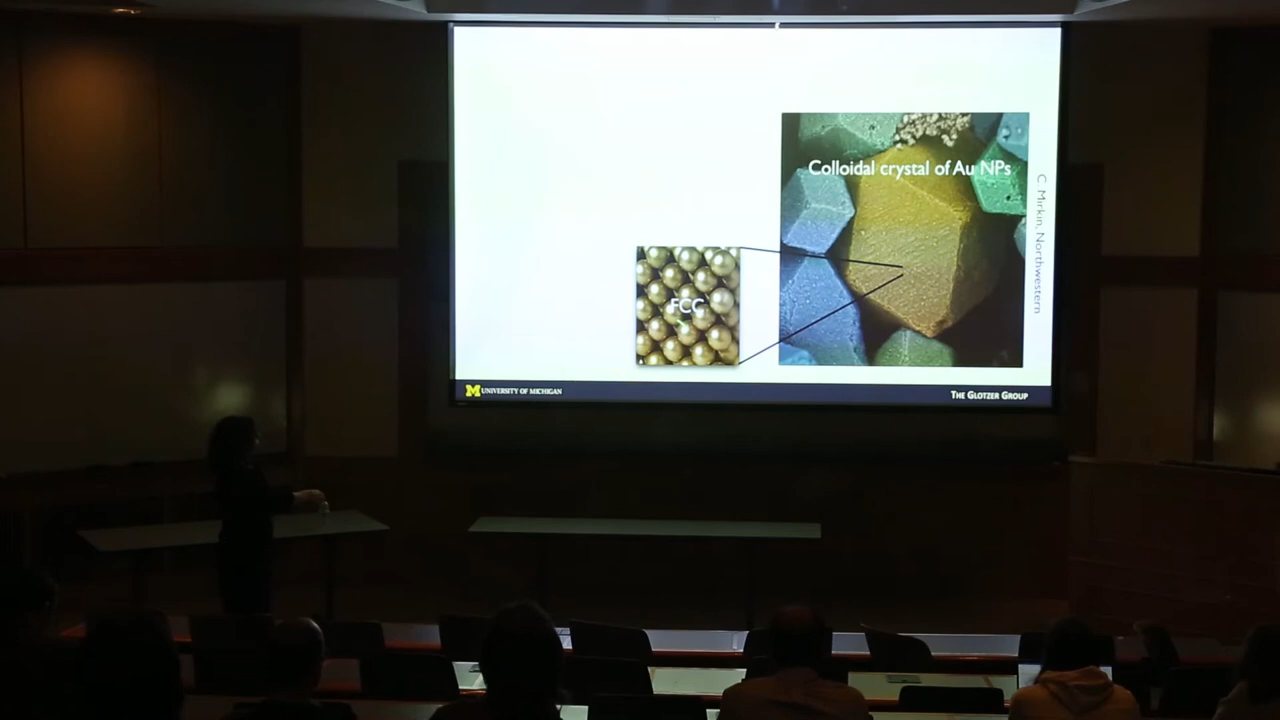 Colloidal crystal of Au NPs
C. Mirkin, Northwestern
FCC
M UNIVERSITY OF MICHIGAN
THE GLOTZER GROUP